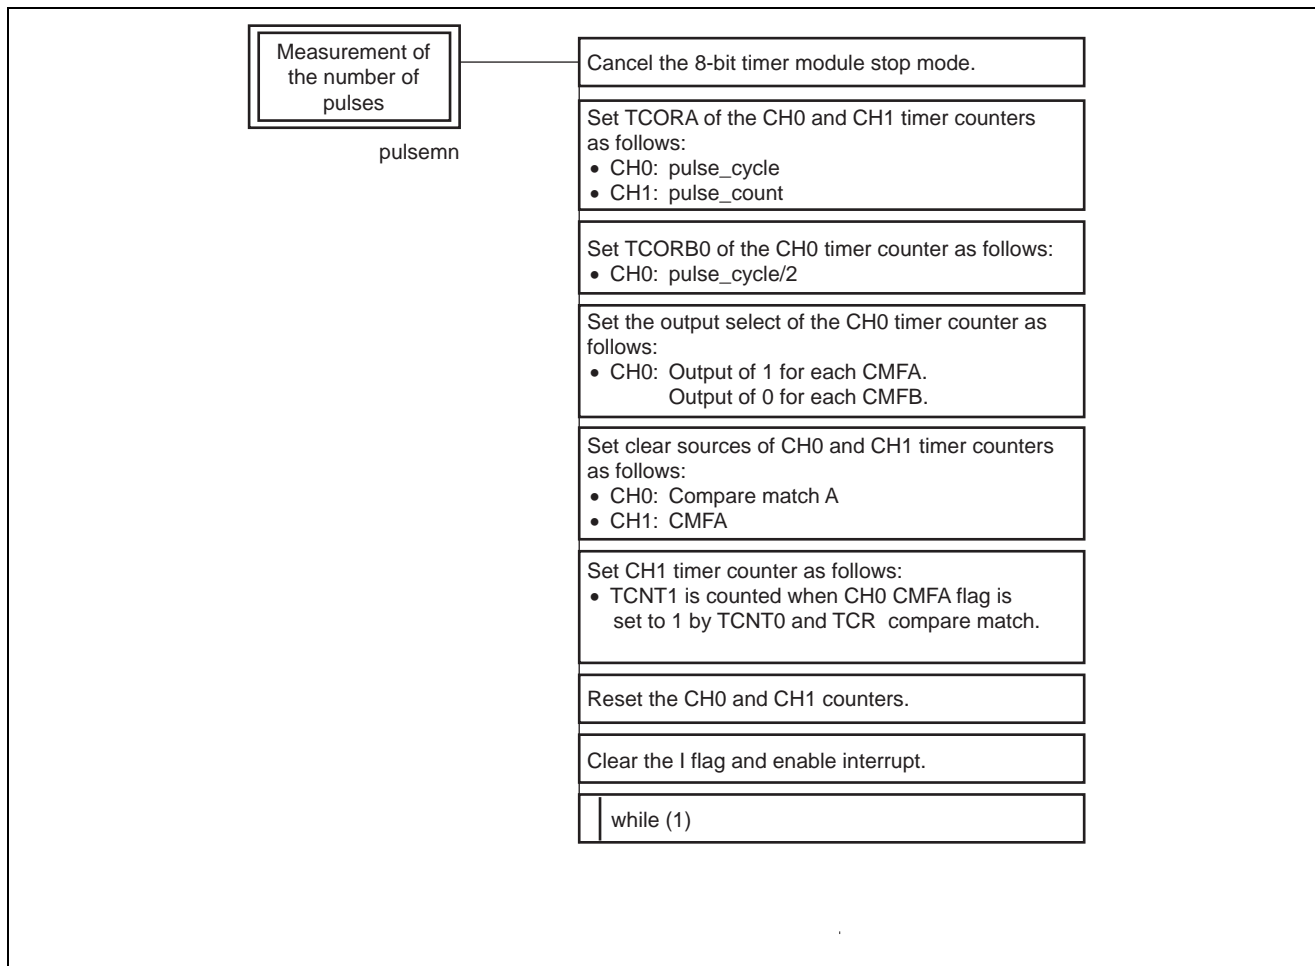 Measurement of
the number of
pulses
pulsemn
Cancel the 8-bit timer module stop mode.
Set TCORA of the CH0 and CH1 timer counters
as follows:
• CH0: pulse_cycle
• CH1: pulse_count
Set TCORB0 of the CH0 timer counter as follows:
• CH0: pulse_cycle/2
Set the output select of the CH0 timer counter as
follows:
• CH0: Output of 1 for each CMFA.
Output of 0 for each CMFB.
Set clear sources of CH0 and CH1 timer counters
as follows:
• CH0: Compare match A
• CH1: CMFA
Set CH1 timer counter as follows:
• TCNT1 is counted when CH0 CMFA flag is
set to 1 by TCNT0 and TCR compare match.
Reset the CH0 and CH1 counters.
Clear the I flag and enable interrupt.
while (1)